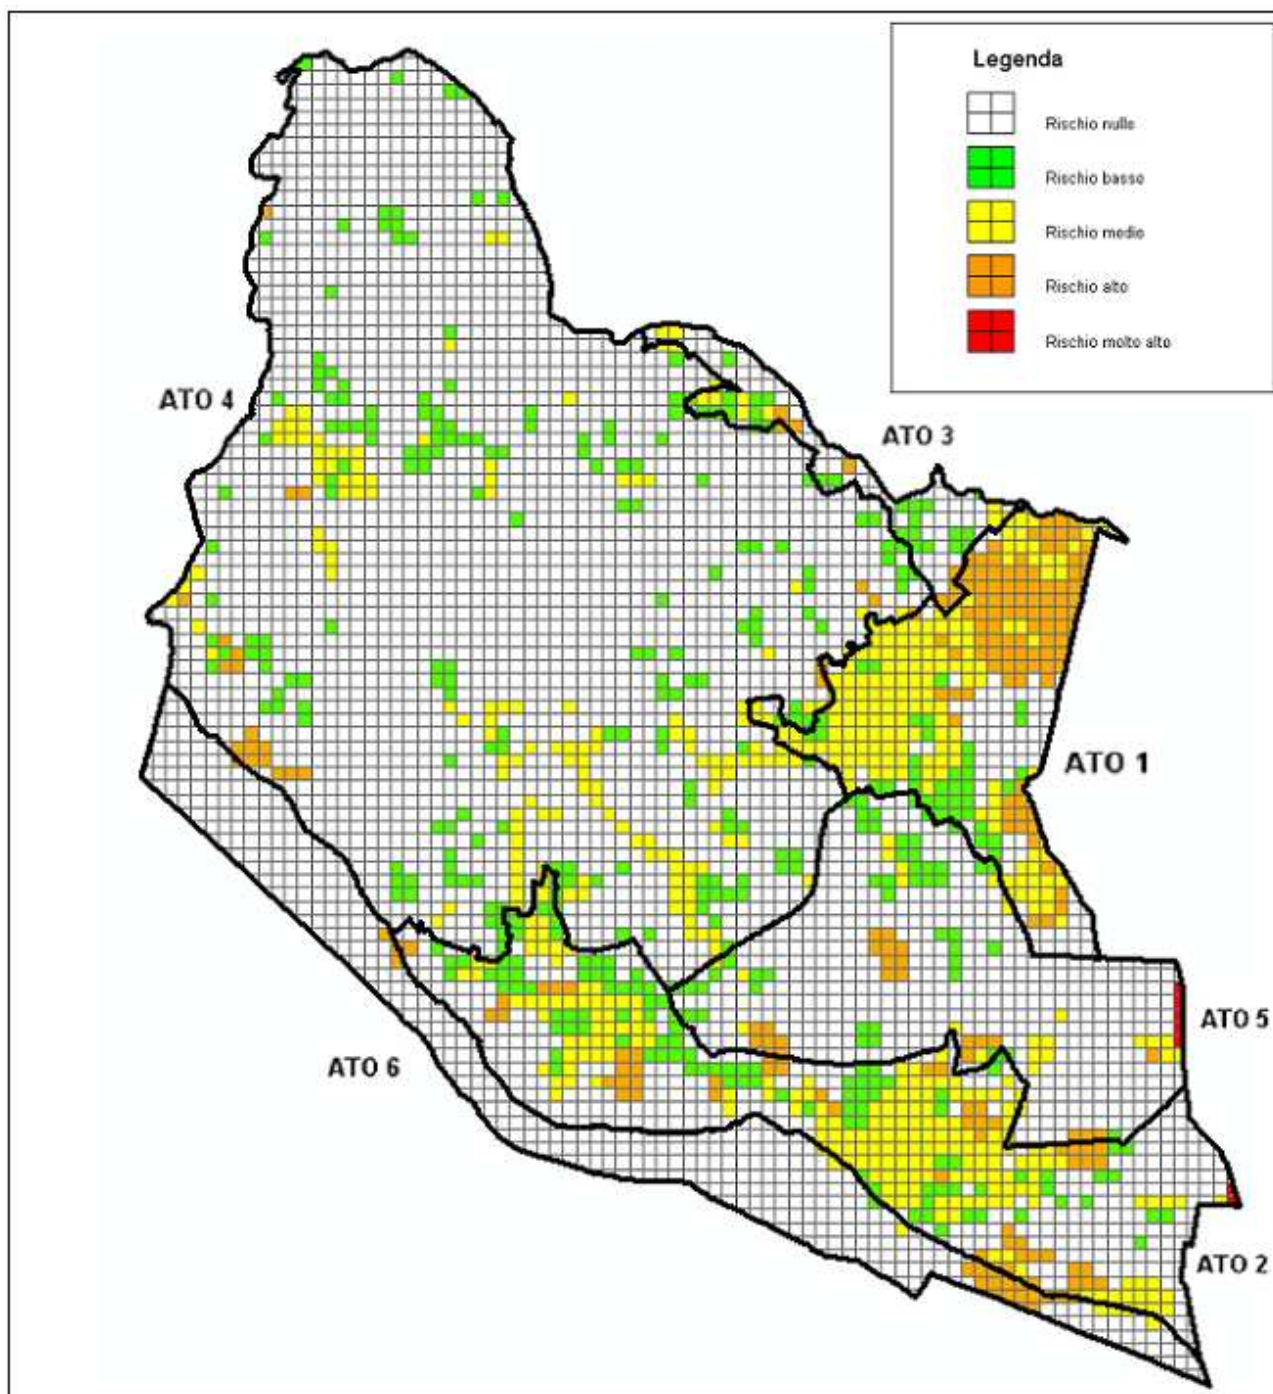 Legenda
Rischio nullo
Rischio basso
Rischio medio
Rischio alto
Rischio molto alto
ATO 4
ATO 3
ATO 1
ATO 5
ATO 6
ATO 2